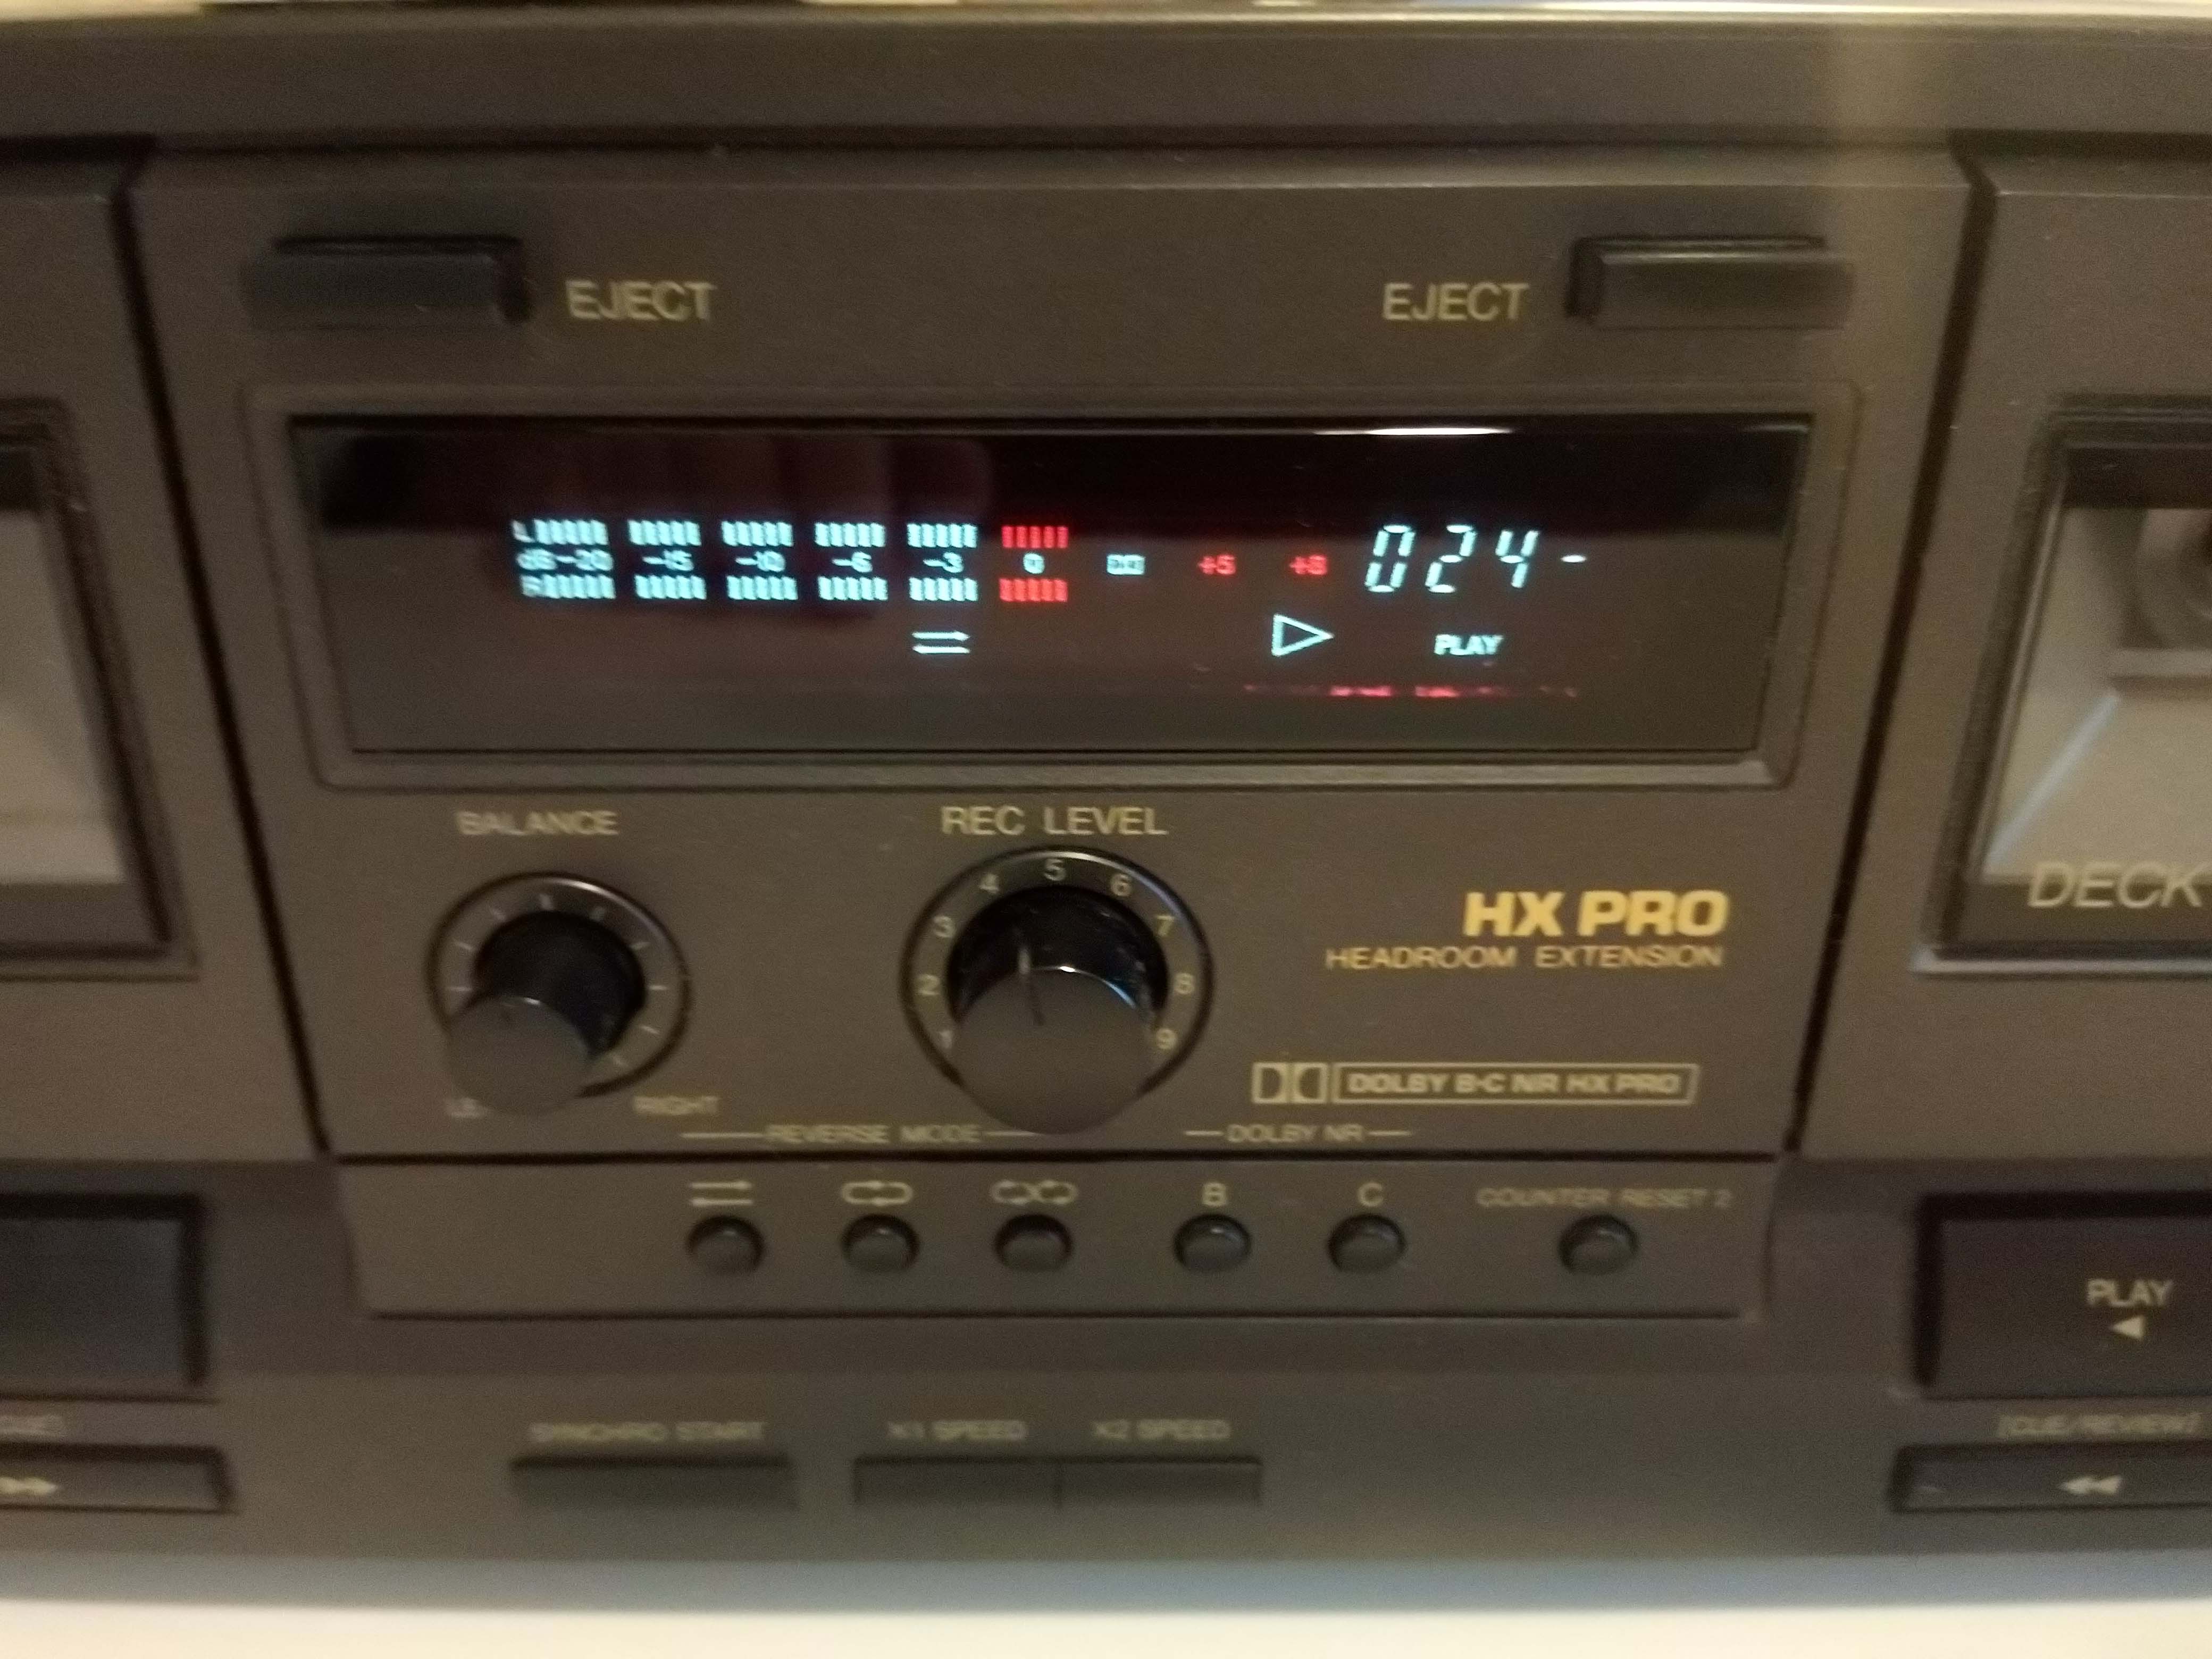 EJECT EJECT
L
dB -20 -15 -10 -6 -3 0 +5 +8 024 -
R
PLAY
BALANCE REC LEVEL
1 2 3 4 5 6 7 8 9
HX PRO
HEADROOM EXTENSION
DECK
DOLBY B·C NR HX PRO
RIGHT
REVERSE MODE DOLBY NR
B C COUNTER RESET 2
PLAY
SYNCHRO START X1 SPEED X2 SPEED [CUE/REVIEW]